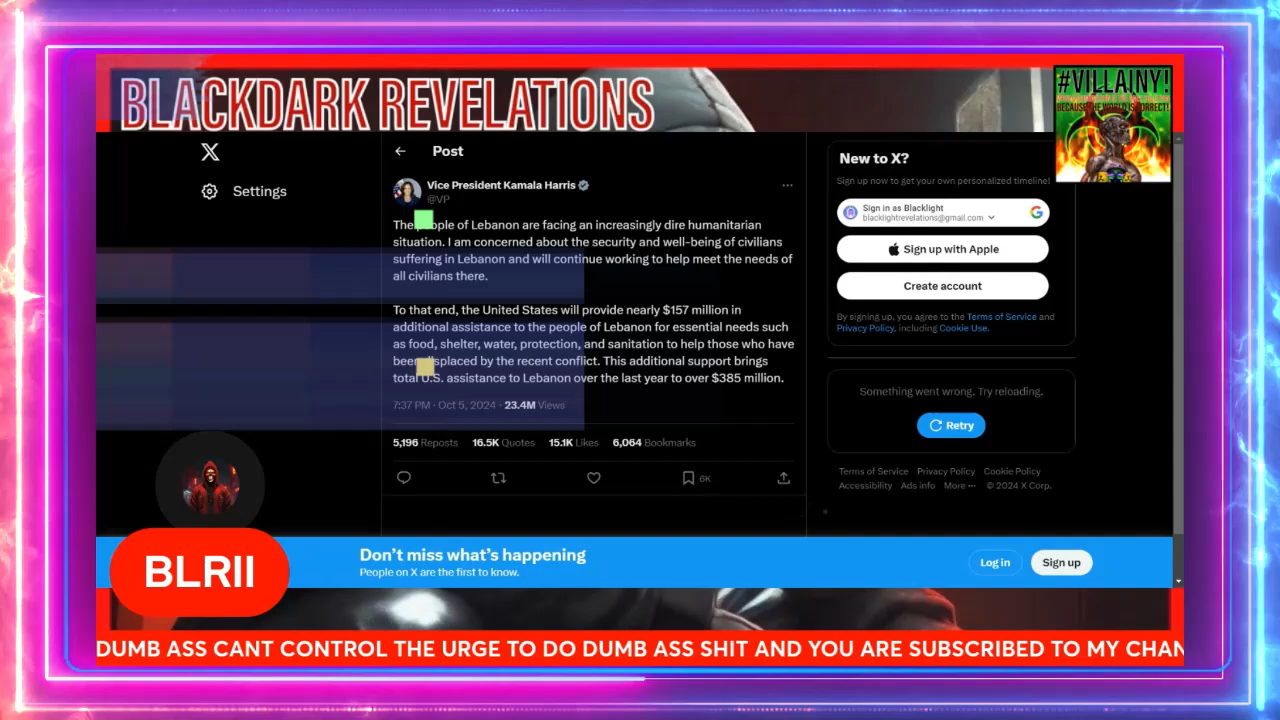 BLACKDARK REVELATIONS
#VILLAINY!
BECAUSE THE WORLD IS CORRECT!
Settings
Post
Vice President Kamala Harris
@VP
The people of Lebanon are facing an increasingly dire humanitarian
situation. I am concerned about the security and well-being of civilians
suffering in Lebanon and will continue working to help meet the needs of
all civilians there.
To that end, the United States will provide nearly $157 million in
additional assistance to the people of Lebanon for essential needs such
as food, shelter, water, protection, and sanitation to help those who have
been displaced by the recent conflict. This additional support brings
total U.S. assistance to Lebanon over the last year to over $385 million.
7:37 PM · Oct 5, 2024 · 23.4M Views
5,196 Reposts 16.5K Quotes 15.1K Likes 6,064 Bookmarks
6K
New to X?
Sign up now to get your own personalized timeline!
Sign in as Blacklight
blacklightrevelations@gmail.com
Sign up with Apple
Create account
By signing up, you agree to the Terms of Service and
Privacy Policy, including Cookie Use.
Something went wrong. Try reloading.
Retry
Terms of Service Privacy Policy Cookie Policy
Accessibility Ads info More ··· © 2024 X Corp.
BLRII
Don't miss what's happening
People on X are the first to know.
Log in
Sign up
DUMB ASS CANT CONTROL THE URGE TO DO DUMB ASS SHIT AND YOU ARE SUBSCRIBED TO MY CHAN